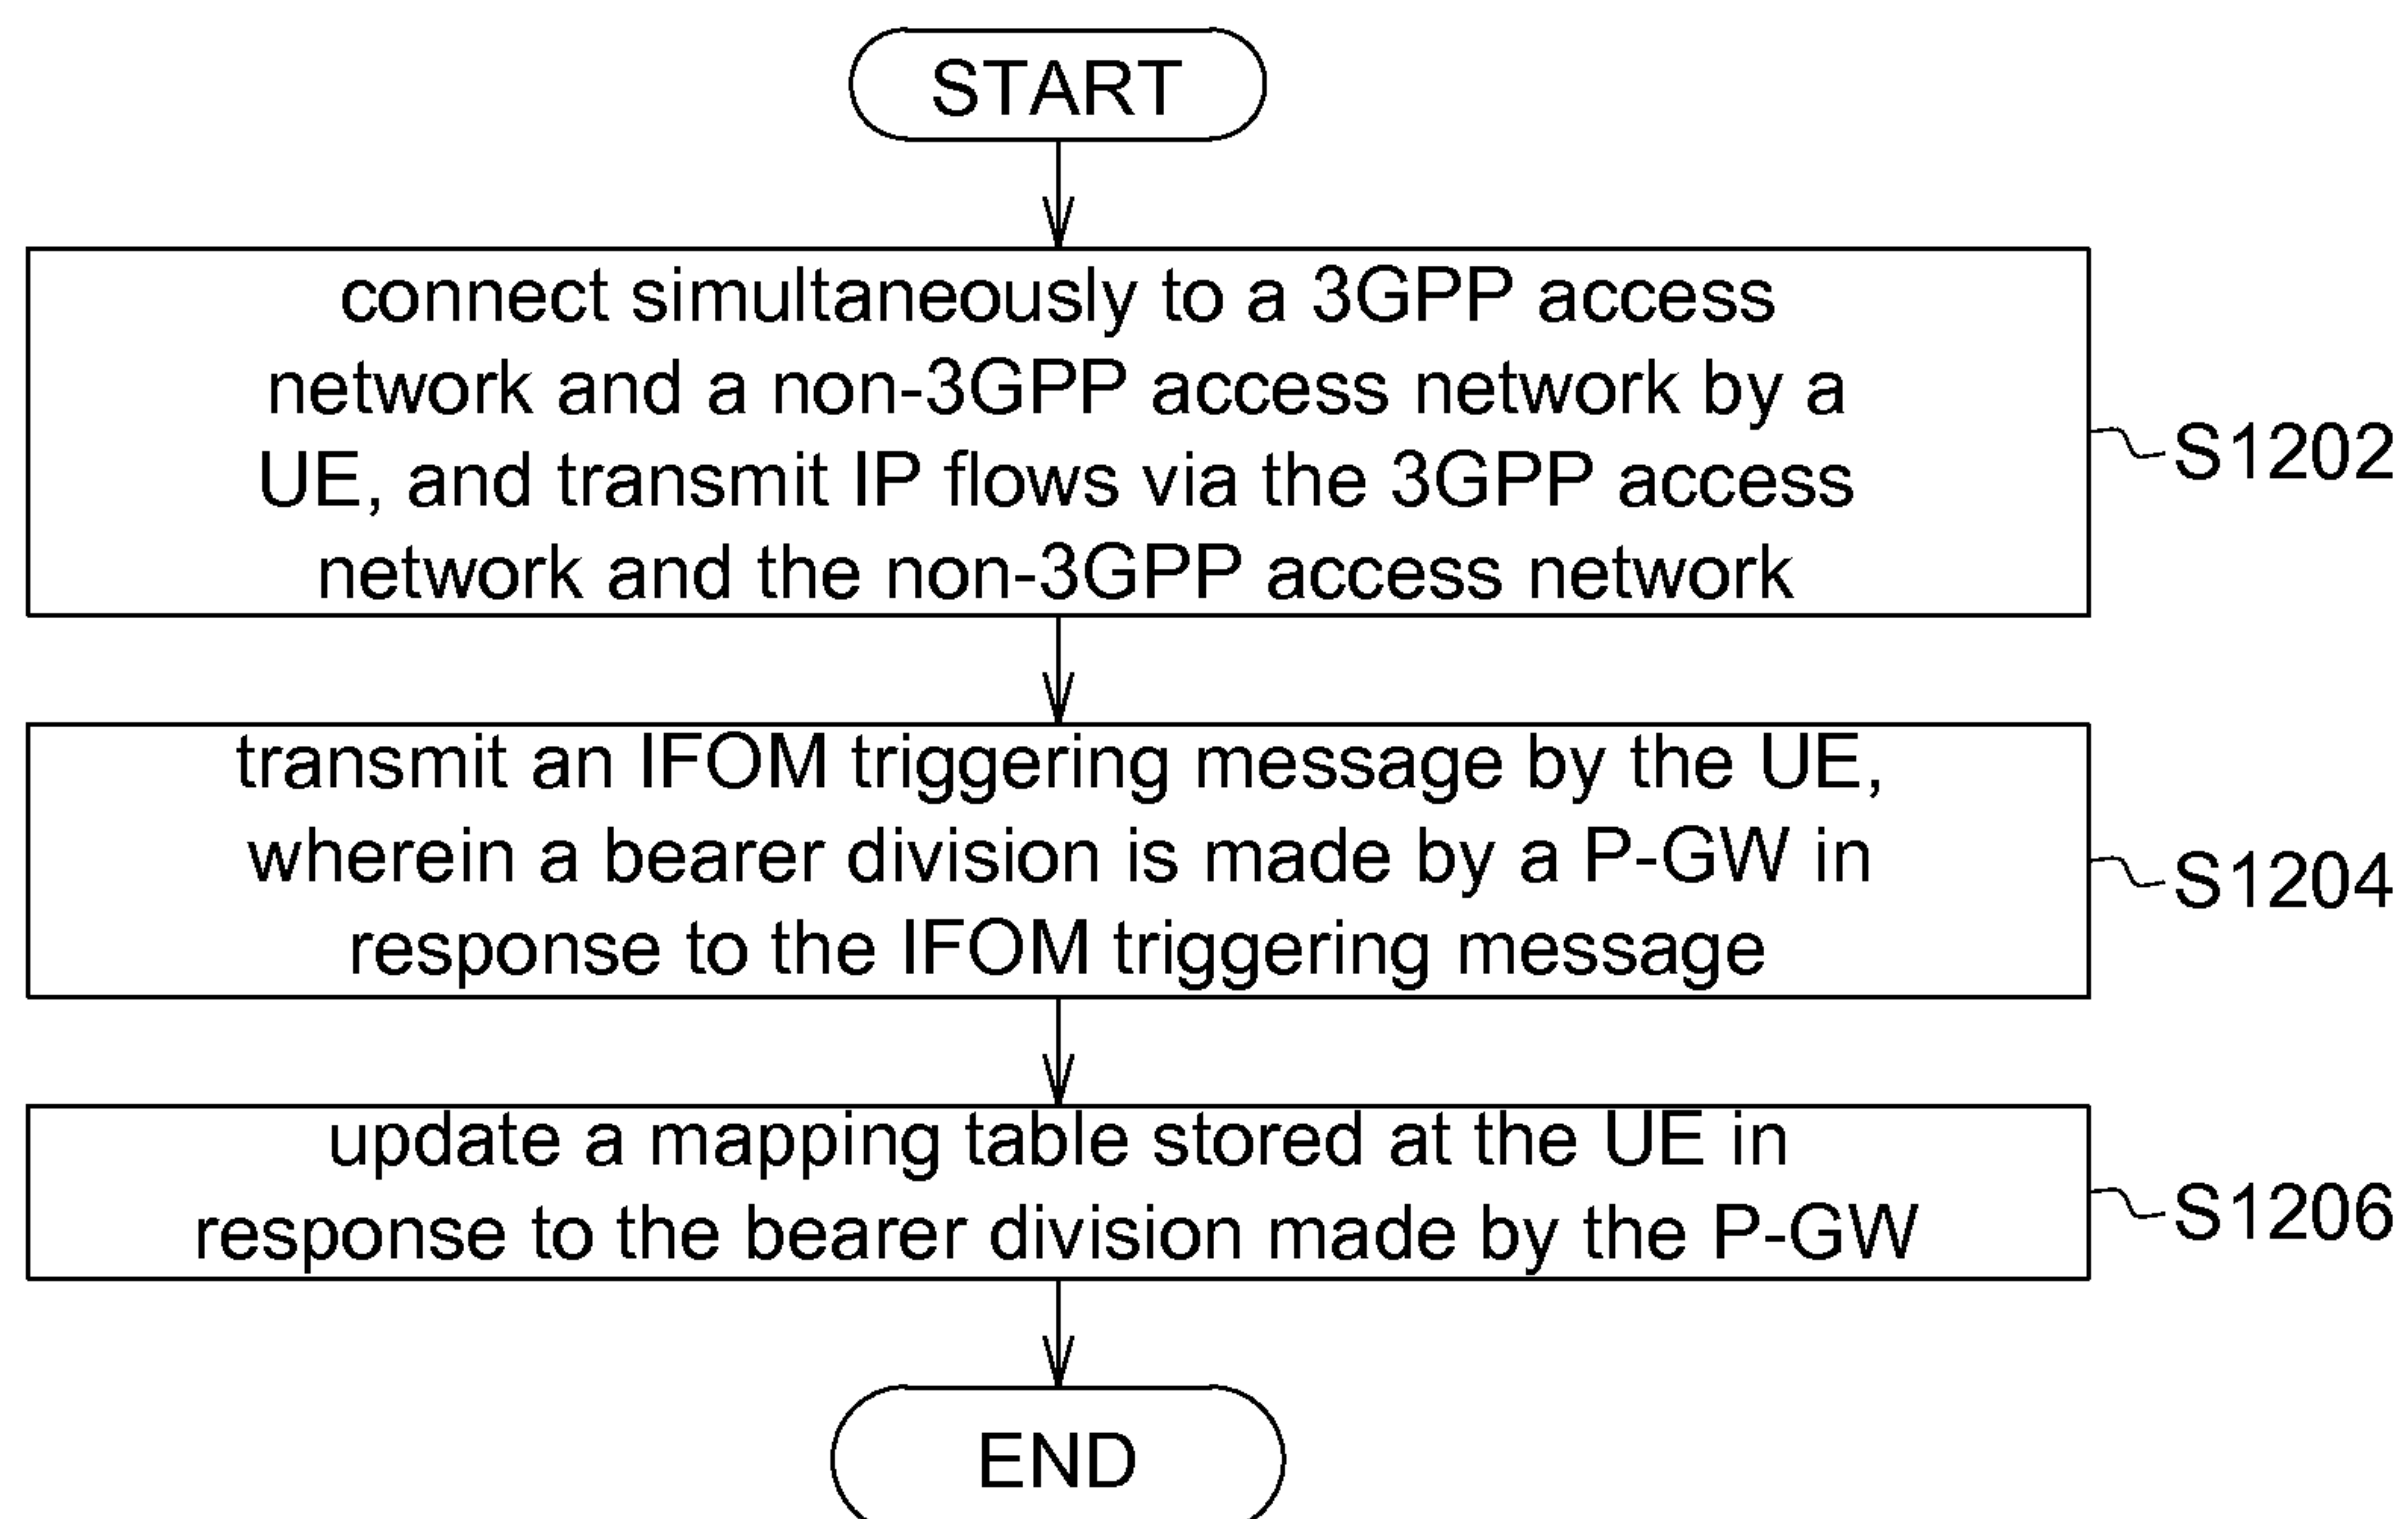 START
connect simultaneously to a 3GPP access
network and a non-3GPP access network by a
UE, and transmit IP flows via the 3GPP access
network and the non-3GPP access network
S1202
transmit an IFOM triggering message by the UE,
wherein a bearer division is made by a P-GW in
response to the IFOM triggering message
S1204
update a mapping table stored at the UE in
response to the bearer division made by the P-GW
S1206
END